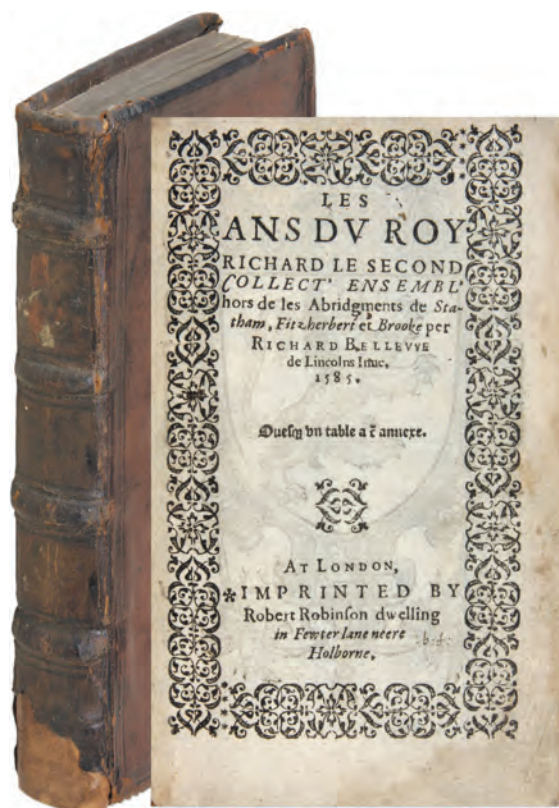 LES
ANS DV ROY
RICHARD LE SECOND
COLLECT' ENSEMBL'
hors de les Abridgments de Sta-
tham, Fitzherbert et Brooke per
RICHARD BELLEVVE
de Lincolns Inne.
1585.
Ouesq vn table a c̄ annexe.
AT LONDON,
*IMPRINTED BY
Robert Robinſon dwelling
in Fewter lane neere
Holborne.